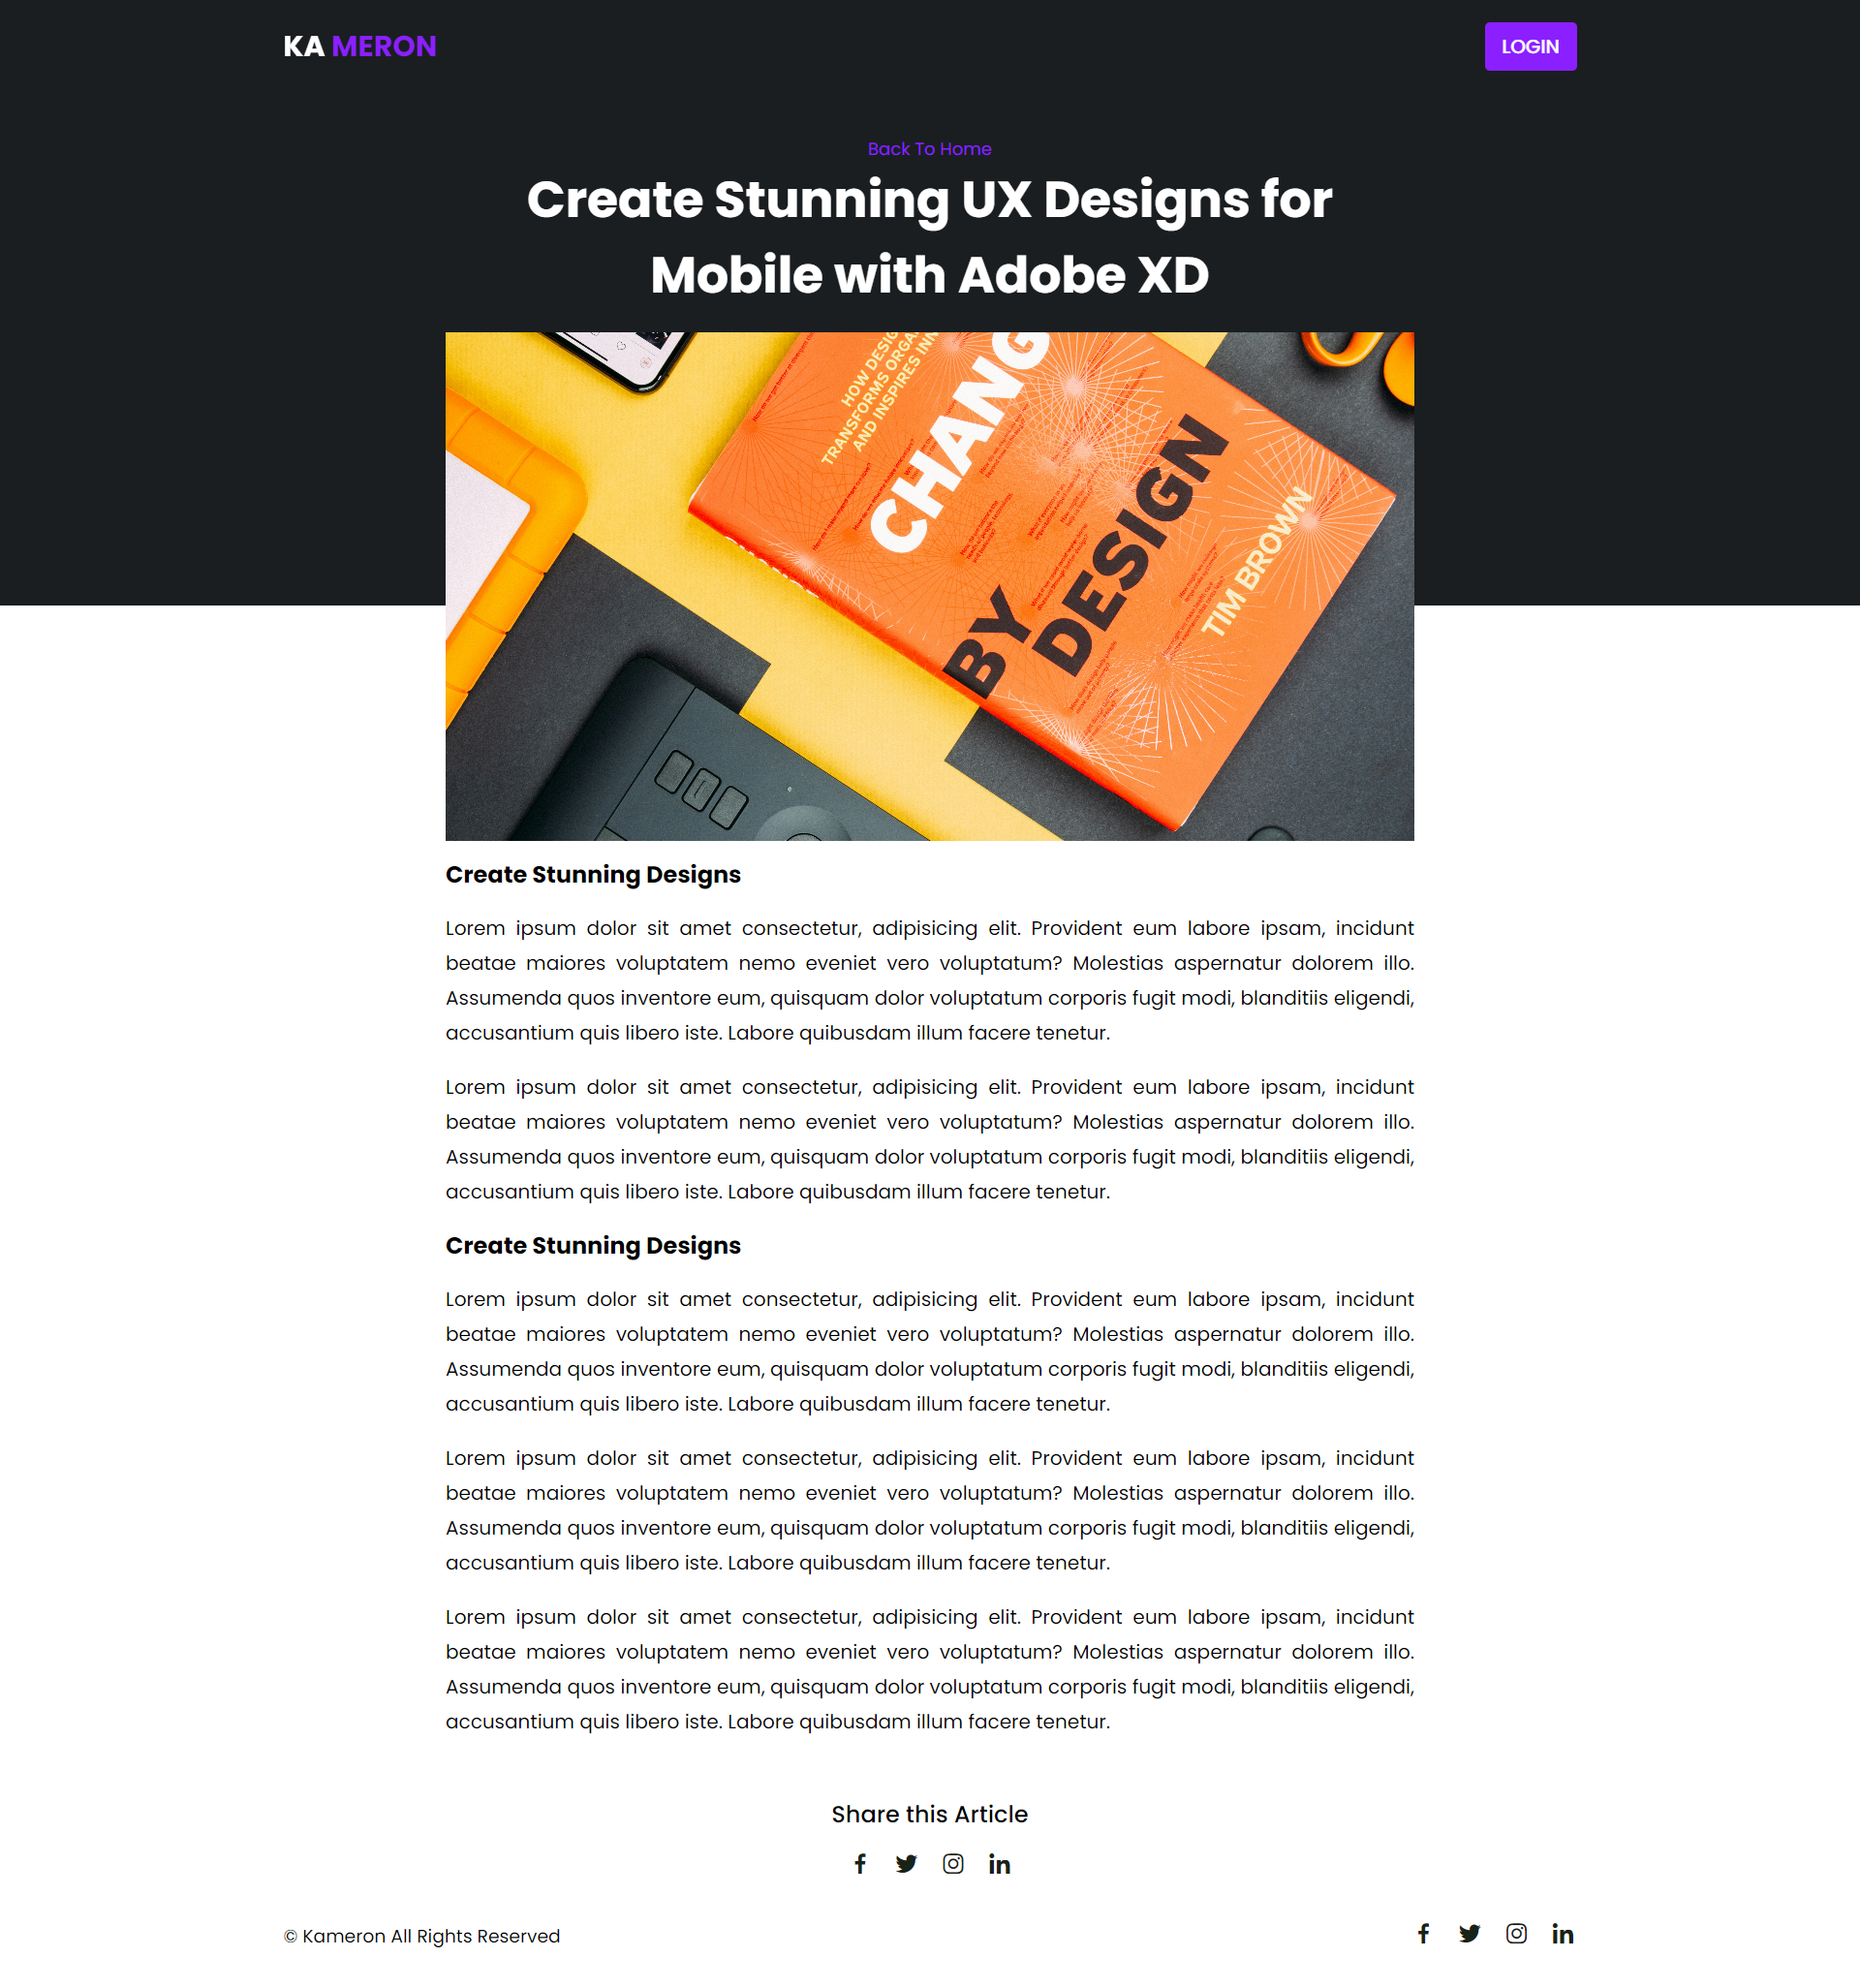 KA MERON
LOGIN
Back To Home
Create Stunning UX Designs for
Mobile with Adobe XD
HOW DESIG
TRANSFORMS ORGA
AND INSPIRES INN
CHANG
BY
DESIGN
TIM BROWN
Create Stunning Designs
Lorem ipsum dolor sit amet consectetur, adipisicing elit. Provident eum labore ipsam, incidunt
beatae maiores voluptatem nemo eveniet vero voluptatum? Molestias aspernatur dolorem illo.
Assumenda quos inventore eum, quisquam dolor voluptatum corporis fugit modi, blanditiis eligendi,
accusantium quis libero iste. Labore quibusdam illum facere tenetur.
Lorem ipsum dolor sit amet consectetur, adipisicing elit. Provident eum labore ipsam, incidunt
beatae maiores voluptatem nemo eveniet vero voluptatum? Molestias aspernatur dolorem illo.
Assumenda quos inventore eum, quisquam dolor voluptatum corporis fugit modi, blanditiis eligendi,
accusantium quis libero iste. Labore quibusdam illum facere tenetur.
Create Stunning Designs
Lorem ipsum dolor sit amet consectetur, adipisicing elit. Provident eum labore ipsam, incidunt
beatae maiores voluptatem nemo eveniet vero voluptatum? Molestias aspernatur dolorem illo.
Assumenda quos inventore eum, quisquam dolor voluptatum corporis fugit modi, blanditiis eligendi,
accusantium quis libero iste. Labore quibusdam illum facere tenetur.
Lorem ipsum dolor sit amet consectetur, adipisicing elit. Provident eum labore ipsam, incidunt
beatae maiores voluptatem nemo eveniet vero voluptatum? Molestias aspernatur dolorem illo.
Assumenda quos inventore eum, quisquam dolor voluptatum corporis fugit modi, blanditiis eligendi,
accusantium quis libero iste. Labore quibusdam illum facere tenetur.
Lorem ipsum dolor sit amet consectetur, adipisicing elit. Provident eum labore ipsam, incidunt
beatae maiores voluptatem nemo eveniet vero voluptatum? Molestias aspernatur dolorem illo.
Assumenda quos inventore eum, quisquam dolor voluptatum corporis fugit modi, blanditiis eligendi,
accusantium quis libero iste. Labore quibusdam illum facere tenetur.
Share this Article
© Kameron All Rights Reserved